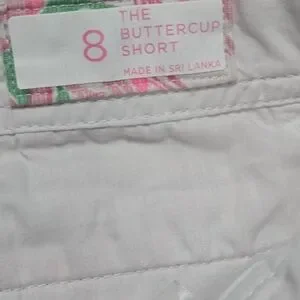 8
THE
BUTTERCUP
SHORT
MADE IN SRI LANKA